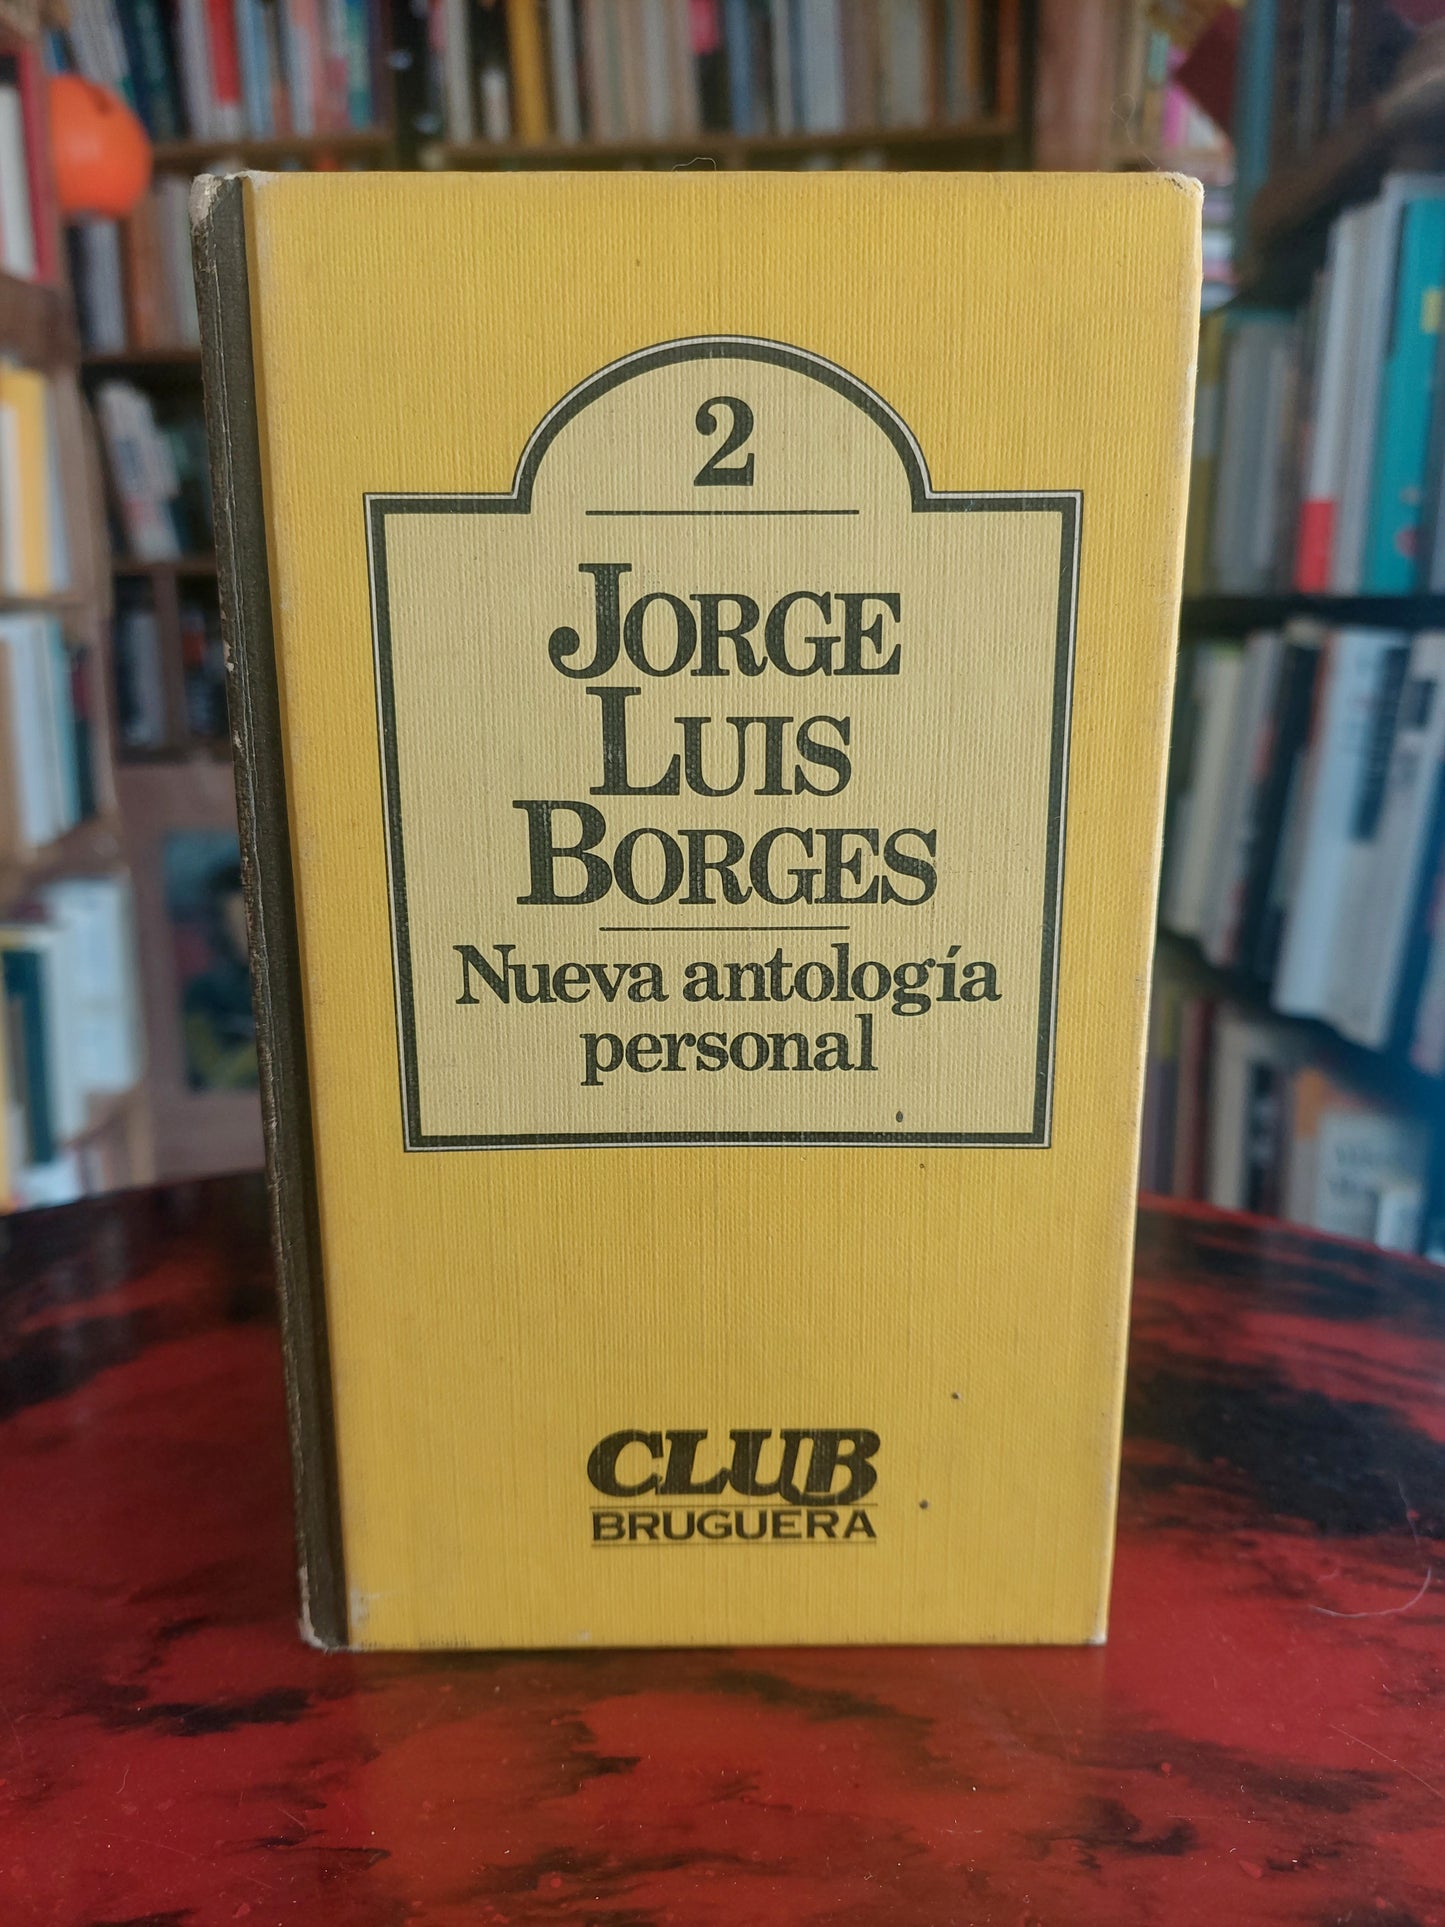 2
JORGE
LUIS
BORGES
Nueva antología
personal
CLUB
BRUGUERA